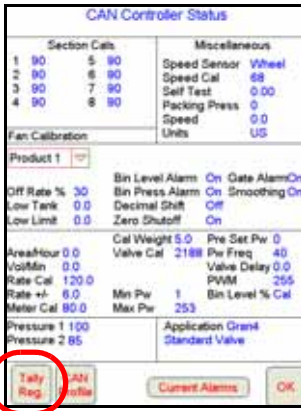 CAN Controller Status
Section Cals
1 90 5 90
2 90 6 90
3 90 7 90
4 90 8 90
Miscellaneous
Speed Sensor Wheel
Speed Cal 68
Self Test 0.00
Packing Press 0
Speed 0.0
Units US
Fan Calibration
Product 1
Bin Level Alarm On Gate Alarm On
Off Rate % 30 Bin Press Alarm On Smoothing On
Low Tank 0.0 Decimal Shift Off
Low Limit 0.0 Zero Shutoff On
Cal Weight 5.0 Pre Set Pw 0
Area/Hour 0.0 Valve Cal 2188 Pw Freq 40
Vol/Min 0.0 Valve Delay 0.0
Rate Cal 120.0 PWM 255
Rate +/- 6.0 Min Pw 1 Bin Level % Cal
Meter Cal 80.0 Max Pw 253
Pressure 1 100 Application Gran4
Pressure 2 85 Standard Valve
Tally Reg.
CAN
Current Alarms
OK